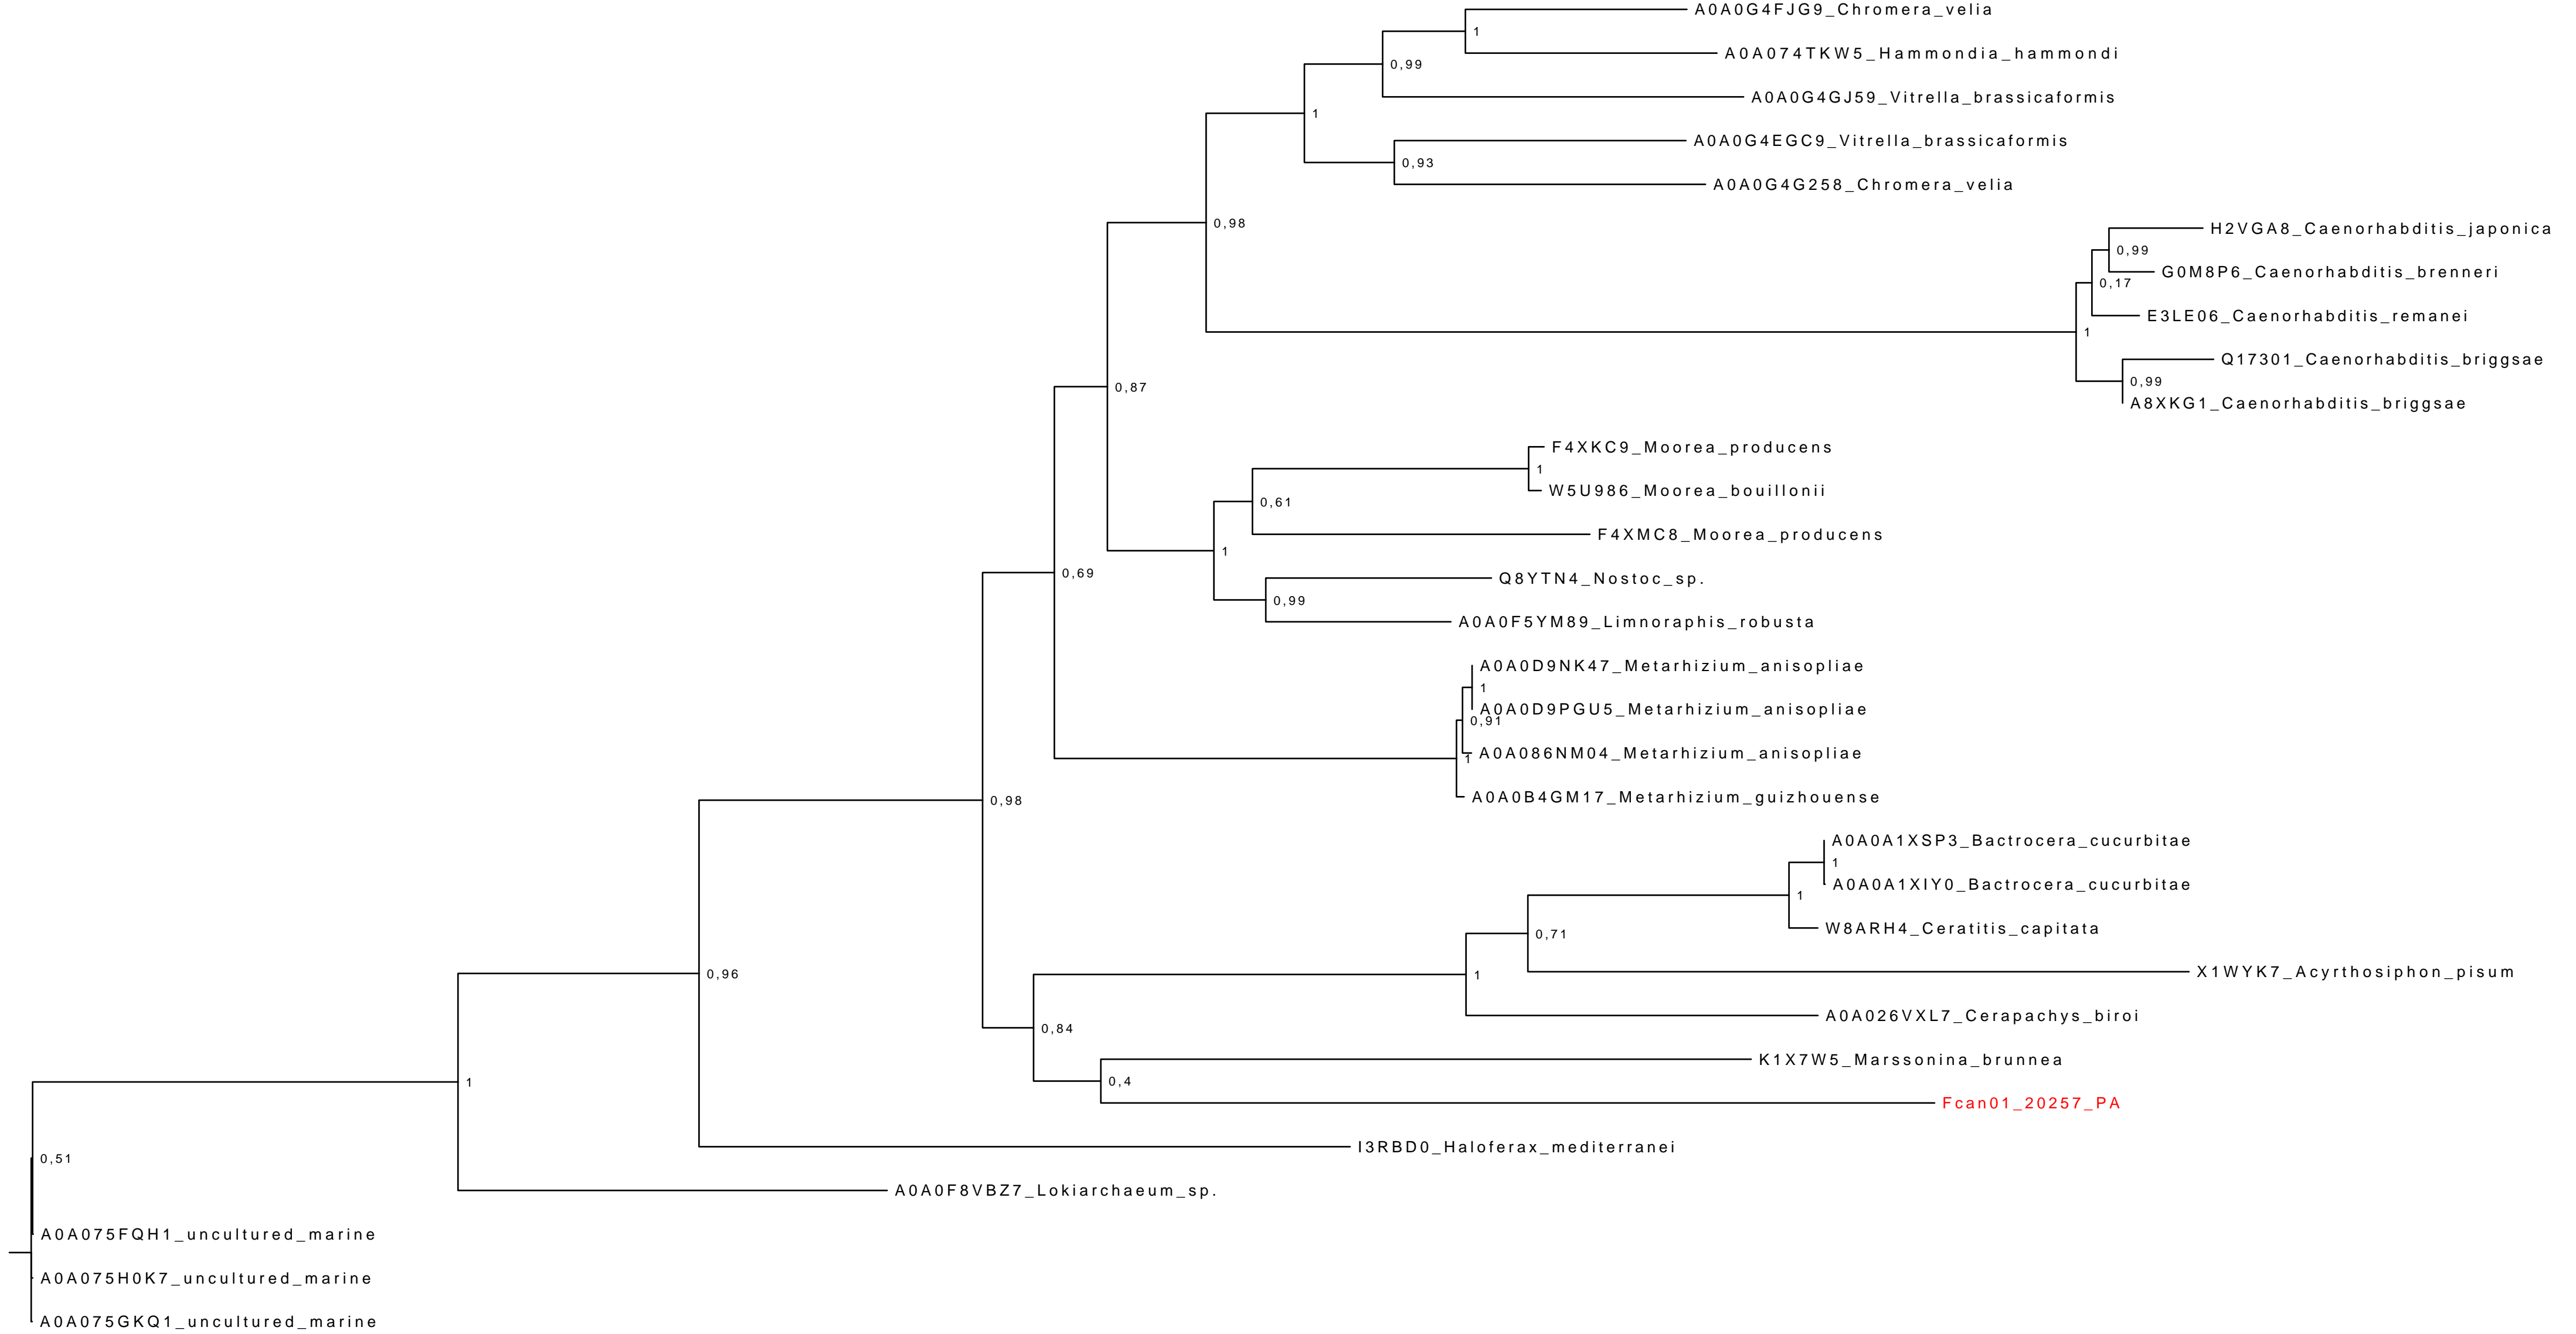 A0A0G4FJG9_Chromera_velia
1
A0A074TKW5_Hammondia_hammondi
0,99
A0A0G4GJ59_Vitrella_brassicaformis
1
A0A0G4EGC9_Vitrella_brassicaformis
0,93
A0A0G4G258_Chromera_velia
0,98
H2VGA8_Caenorhabditis_japonica
0,99
G0M8P6_Caenorhabditis_brenneri
0,17
E3LE06_Caenorhabditis_remanei
1
Q17301_Caenorhabditis_briggsae
0,99
0,87
A8XKG1_Caenorhabditis_briggsae
F4XKC9_Moorea_producens
1
W5U986_Moorea_bouillonii
0,61
F4XMC8_Moorea_producens
1
0,69
Q8YTN4_Nostoc_sp.
0,99
A0A0F5YM89_Limnoraphis_robusta
A0A0D9NK47_Metarhizium_anisopliae
1
A0A0D9PGU5_Metarhizium_anisopliae
0,91
A0A086NM04_Metarhizium_anisopliae
1
A0A0B4GM17_Metarhizium_guizhouense
0,98
A0A0A1XSP3_Bactrocera_cucurbitae
1
A0A0A1XIY0_Bactrocera_cucurbitae
1
W8ARH4_Ceratitis_capitata
0,71
X1WYK7_Acyrthosiphon_pisum
0,96
1
A0A026VXL7_Cerapachys_biroi
0,84
K1X7W5_Marssonina_brunnea
0,4
1
Fcan01_20257_PA
I3RBD0_Haloferax_mediterranei
0,51
A0A0F8VBZ7_Lokiarchaeum_sp.
A0A075FQH1_uncultured_marine
A0A075H0K7_uncultured_marine
A0A075GKQ1_uncultured_marine